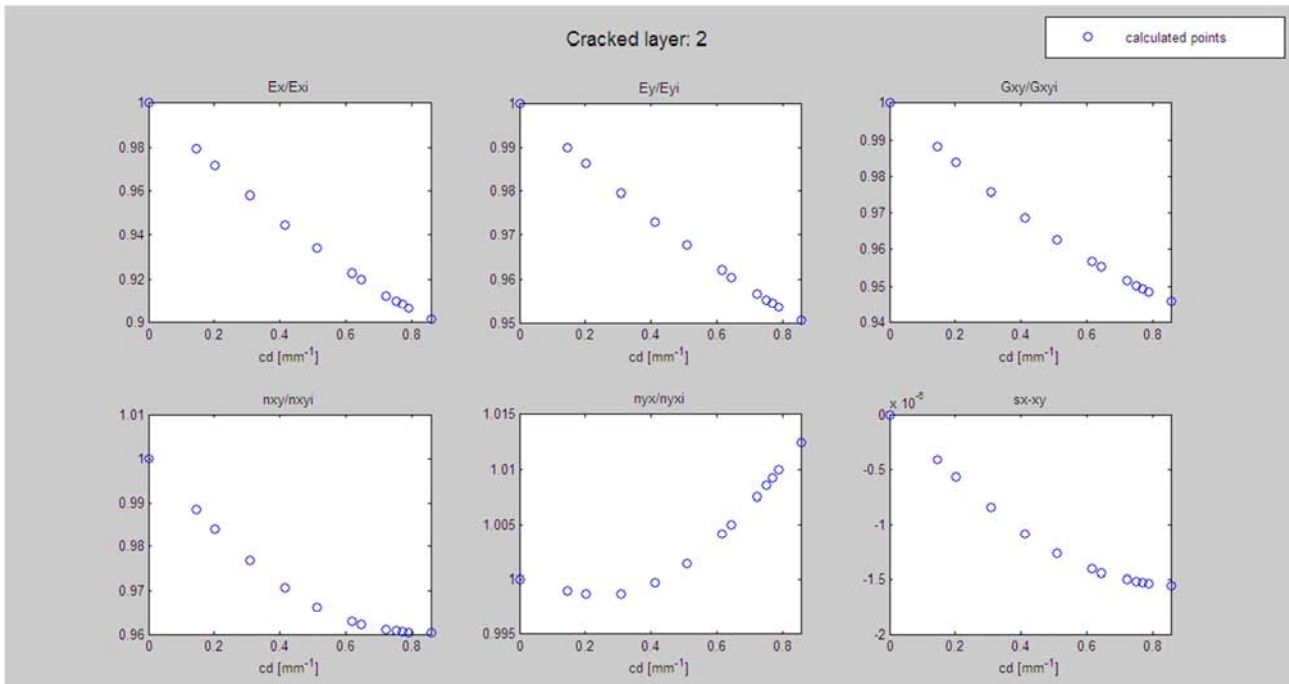 Cracked layer: 2
calculated points
Ex/Exi
1
0.98
0.96
0.94
0.92
0.9
0 0.2 0.4 0.6 0.8
cd [mm⁻¹]
Ey/Eyi
1
0.99
0.98
0.97
0.96
0.95
0 0.2 0.4 0.6 0.8
cd [mm⁻¹]
Gxy/Gxyi
1
0.99
0.98
0.97
0.96
0.95
0.94
0 0.2 0.4 0.6 0.8
cd [mm⁻¹]
nxy/nxyi
1.01
1
0.99
0.98
0.97
0.96
0 0.2 0.4 0.6 0.8
cd [mm⁻¹]
nyx/nyxi
1.015
1.01
1.005
1
0.995
0 0.2 0.4 0.6 0.8
cd [mm⁻¹]
sx-xy
0
-0.5
-1
-1.5
-2
0 0.2 0.4 0.6 0.8
cd [mm⁻¹]